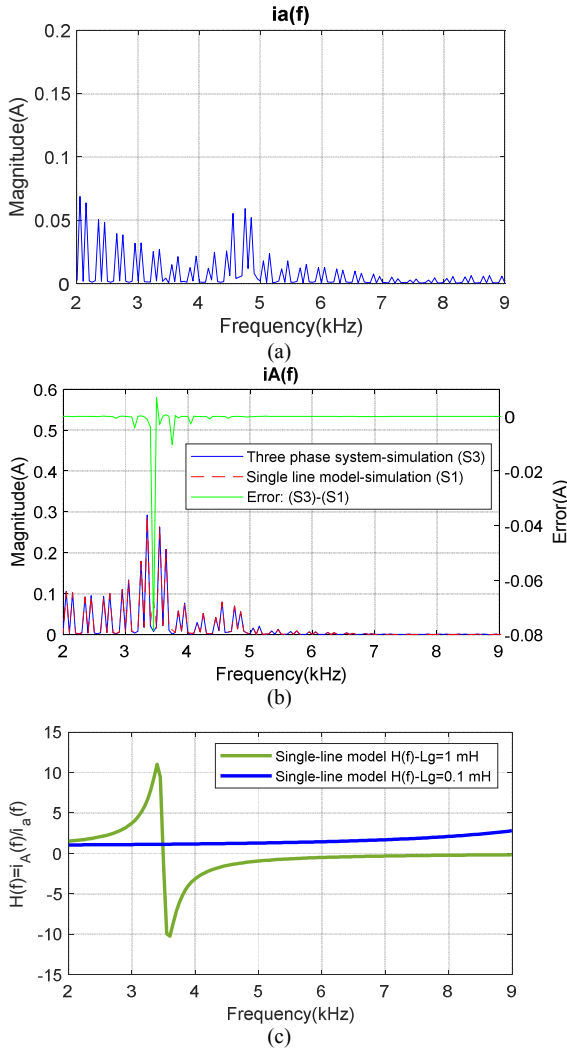 ia(f)
Magnitude(A)
0.2
0.15
0.1
0.05
0
2 3 4 5 6 7 8 9
Frequency(kHz)
(a)
iA(f)
Magnitude(A)
0.6
0.5
0.4
0.3
0.2
0.1
0
Three phase system-simulation (S3)
Single line model-simulation (S1)
Error: (S3)-(S1)
0
-0.02
-0.04
-0.06
-0.08
Error(A)
2 3 4 5 6 7 8 9
Frequency(kHz)
(b)
H(f)=i_A(f)/i_a(f)
15
10
5
0
-5
-10
-15
Single-line model H(f)-Lg=1 mH
Single-line model H(f)-Lg=0.1 mH
2 3 4 5 6 7 8 9
Frequency(kHz)
(c)